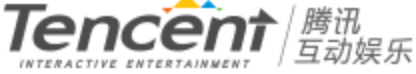 Tencent
INTERACTIVE ENTERTAINMENT
腾讯
互动娱乐